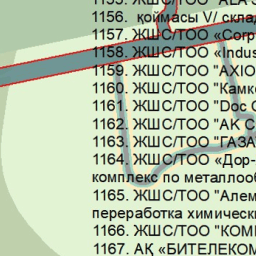 1155. ЖШС/ТОО "ALA
1156. қоймасы V/ скла
1157. ЖШС/ТОО «Corp
1158. ЖШС/ТОО «Indus
1159. ЖШС/ТОО "AXIO
1160. ЖШС/ТОО "Камк
1161. ЖШС/ТОО "Doc
1162. ЖШС/ТОО "АК С
1163. ЖШС/ТОО "ГАЗА
1164. ЖШС/ТОО «Дор-
комплекс по металлооб
1165. ЖШС/ТОО "Алем
переработка химическ
1166. ЖШС/ТОО "КОМ
1167. АҚ «БИТЕЛЕКОМ